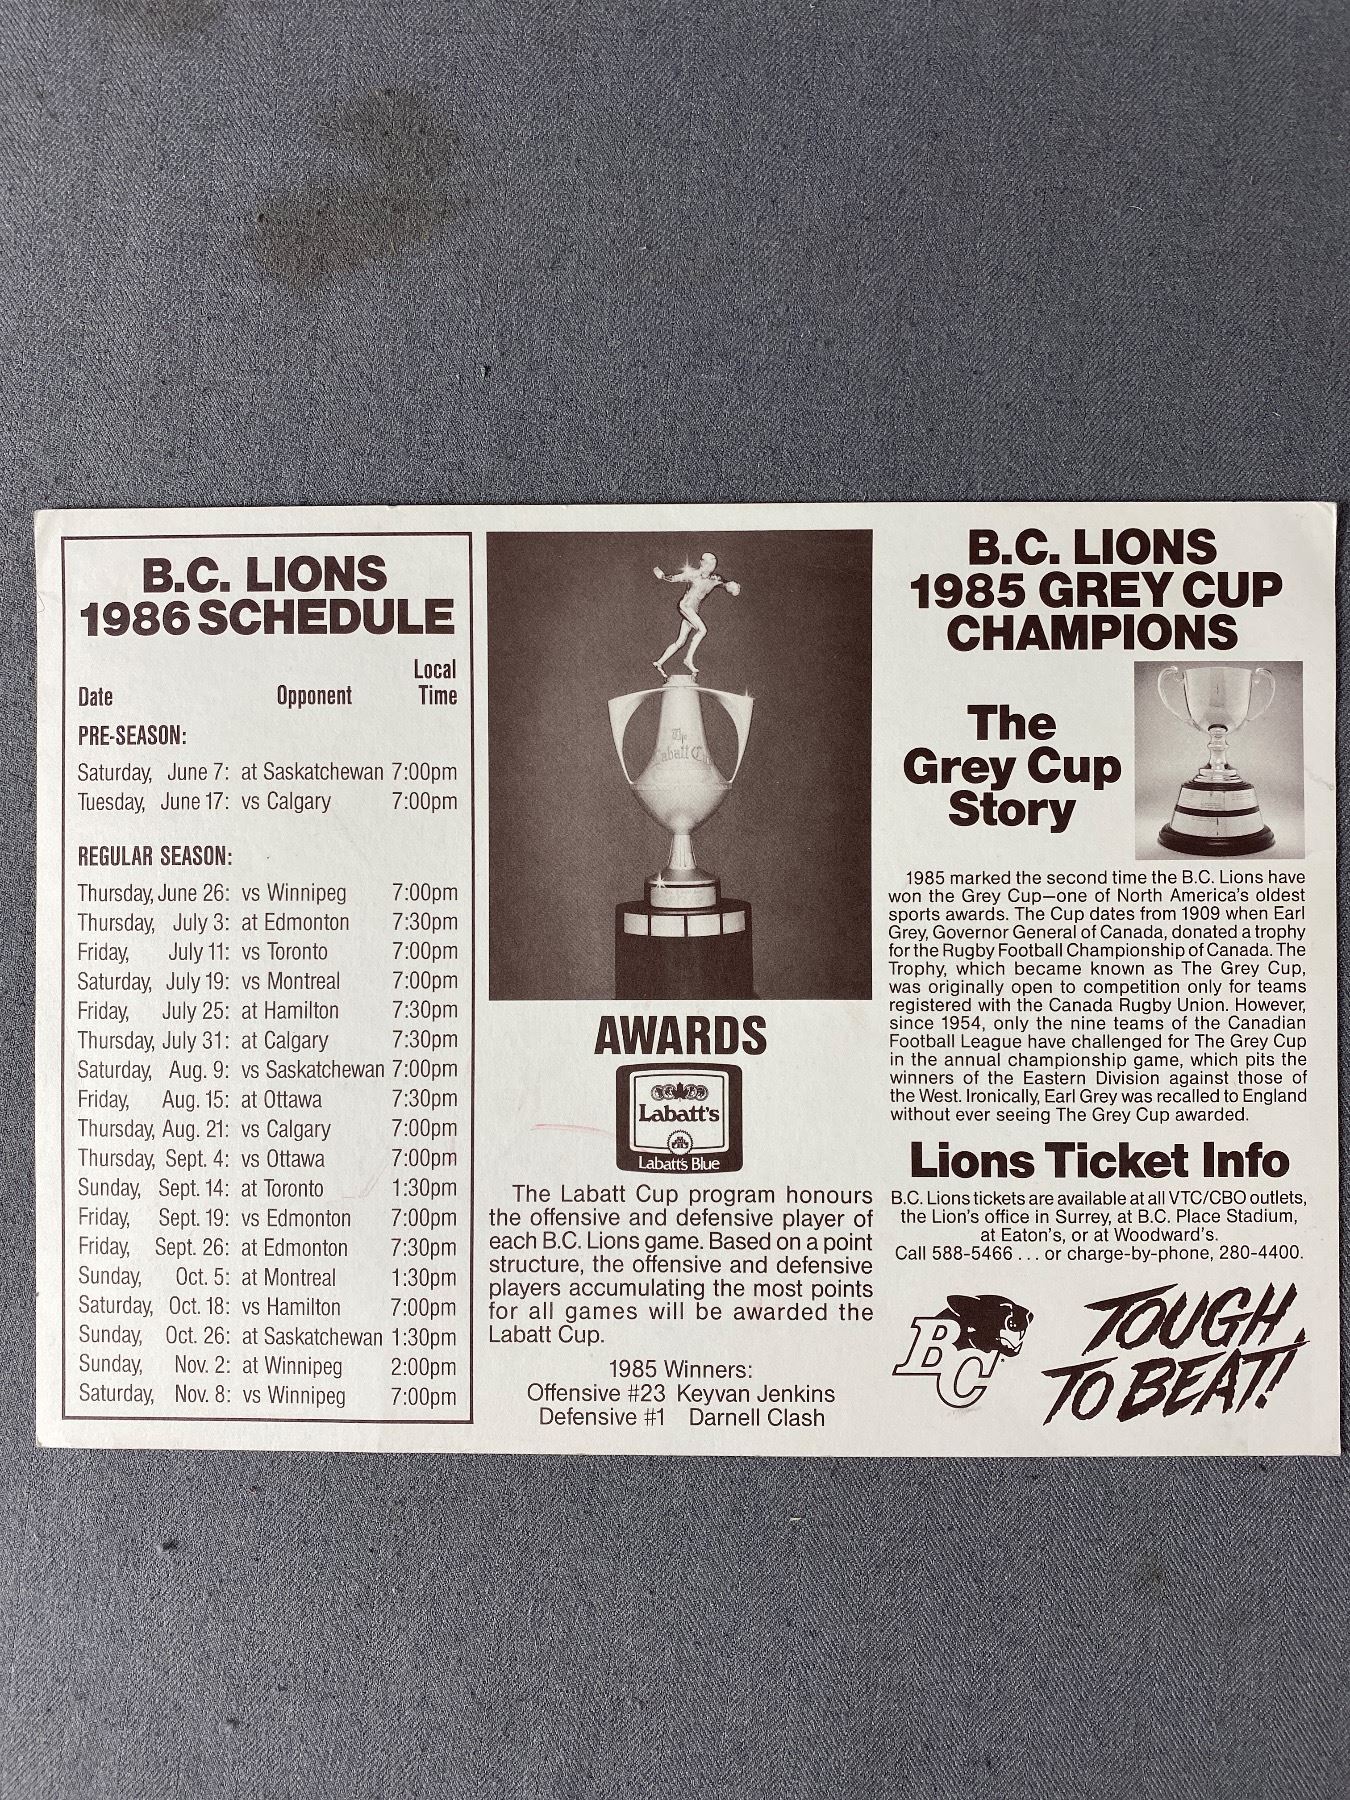 B.C. LIONS
1986 SCHEDULE
Date Opponent Local Time
PRE-SEASON:
Saturday, June 7: at Saskatchewan 7:00pm
Tuesday, June 17: vs Calgary 7:00pm
REGULAR SEASON:
Thursday, June 26: vs Winnipeg 7:00pm
Thursday, July 3: at Edmonton 7:30pm
Friday, July 11: vs Toronto 7:00pm
Saturday, July 19: vs Montreal 7:00pm
Friday, July 25: at Hamilton 7:30pm
Thursday, July 31: at Calgary 7:30pm
Saturday, Aug. 9: vs Saskatchewan 7:00pm
Friday, Aug. 15: at Ottawa 7:30pm
Thursday, Aug. 21: vs Calgary 7:00pm
Thursday, Sept. 4: vs Ottawa 7:00pm
Sunday, Sept. 14: at Toronto 1:30pm
Friday, Sept. 19: vs Edmonton 7:00pm
Friday, Sept. 26: at Edmonton 7:30pm
Sunday, Oct. 5: at Montreal 1:30pm
Saturday, Oct. 18: vs Hamilton 7:00pm
Sunday, Oct. 26: at Saskatchewan 1:30pm
Sunday, Nov. 2: at Winnipeg 2:00pm
Saturday, Nov. 8: vs Winnipeg 7:00pm
The
Labatt Cup
AWARDS
Labatt's
Labatt's Blue
The Labatt Cup program honours
the offensive and defensive player of
each B.C. Lions game. Based on a point
structure, the offensive and defensive
players accumulating the most points
for all games will be awarded the
Labatt Cup.
1985 Winners:
Offensive #23 Keyvan Jenkins
Defensive #1 Darnell Clash
B.C. LIONS
1985 GREY CUP
CHAMPIONS
The
Grey Cup
Story
1985 marked the second time the B.C. Lions have
won the Grey Cup—one of North America's oldest
sports awards. The Cup dates from 1909 when Earl
Grey, Governor General of Canada, donated a trophy
for the Rugby Football Championship of Canada. The
Trophy, which became known as The Grey Cup,
was originally open to competition only for teams
registered with the Canada Rugby Union. However,
since 1954, only the nine teams of the Canadian
Football League have challenged for The Grey Cup
in the annual championship game, which pits the
winners of the Eastern Division against those of
the West. Ironically, Earl Grey was recalled to England
without ever seeing The Grey Cup awarded.
Lions Ticket Info
B.C. Lions tickets are available at all VTC/CBO outlets,
the Lion's office in Surrey, at B.C. Place Stadium,
at Eaton's, or at Woodward's.
Call 588-5466 . . . or charge-by-phone, 280-4400.
BC
TOUGH
TO BEAT!